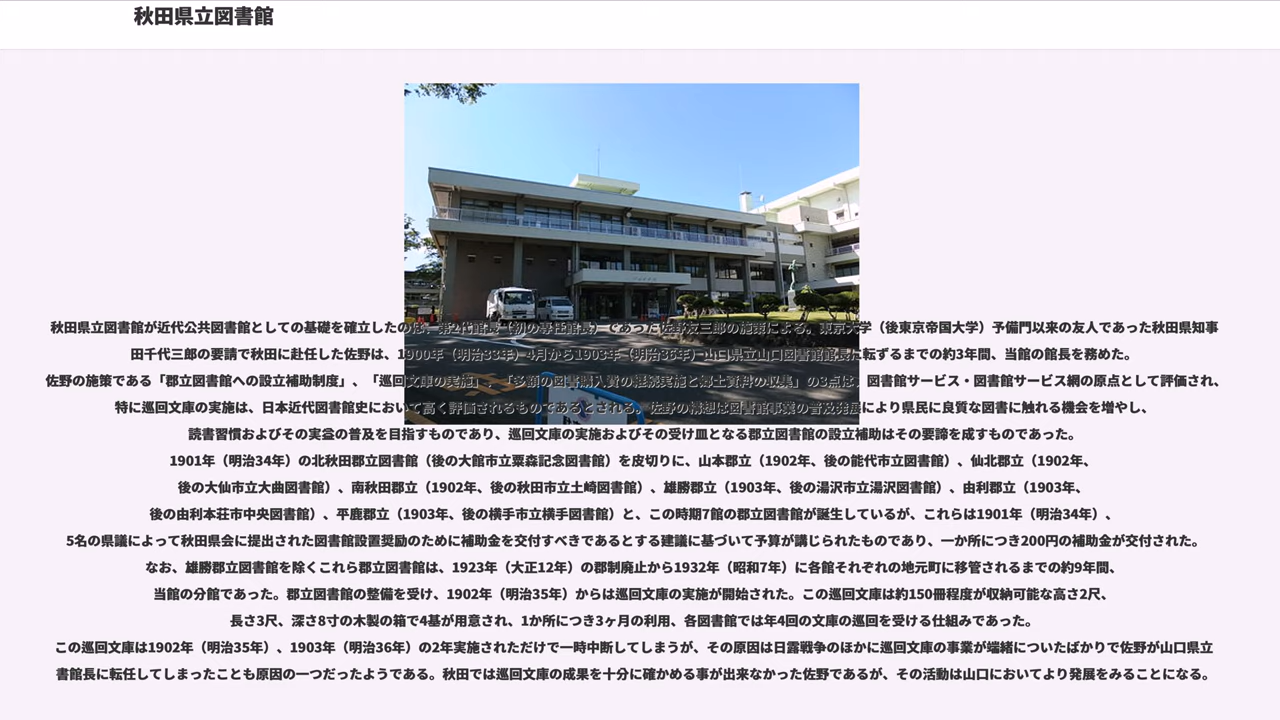 秋田県立図書館
秋田県立図書館が近代公共図書館としての基礎を確立したのは、第2代館長（初の専任館長）であった佐野友三郎の施策による。東京大学（後東京帝国大学）予備門以来の友人であった秋田県知事
田千代三郎の要請で秋田に赴任した佐野は、1900年（明治33年）4月から1903年（明治36年）山口県立山口図書館館長に転ずるまでの約3年間、当館の館長を務めた。
佐野の施策である「郡立図書館への設立補助制度」、「巡回文庫の実施」、「多額の図書購入費の継続実施と郷土資料の収集」の3点は、図書館サービス・図書館サービス網の原点として評価され、
特に巡回文庫の実施は、日本近代図書館史において高く評価されるものであるとされる。佐野の構想は図書館事業の普及発展により県民に良質な図書に触れる機会を増やし、
読書習慣およびその実益の普及を目指すものであり、巡回文庫の実施およびその受け皿となる郡立図書館の設立補助はその要諦を成すものであった。
1901年（明治34年）の北秋田郡立図書館（後の大館市立粟森記念図書館）を皮切りに、山本郡立（1902年、後の能代市立図書館）、仙北郡立（1902年、
後の大仙市立大曲図書館）、南秋田郡立（1902年、後の秋田市立土崎図書館）、雄勝郡立（1903年、後の湯沢市立湯沢図書館）、由利郡立（1903年、
後の由利本荘市中央図書館）、平鹿郡立（1903年、後の横手市立横手図書館）と、この時期7館の郡立図書館が誕生しているが、これらは1901年（明治34年）、
5名の県議によって秋田県会に提出された図書館設置奨励のために補助金を交付すべきであるとする建議に基づいて予算が講じられたものであり、一か所につき200円の補助金が交付された。
なお、雄勝郡立図書館を除くこれら郡立図書館は、1923年（大正12年）の郡制廃止から1932年（昭和7年）に各館それぞれの地元町に移管されるまでの約9年間、
当館の分館であった。郡立図書館の整備を受け、1902年（明治35年）からは巡回文庫の実施が開始された。この巡回文庫は約150冊程度が収納可能な高さ2尺、
長さ3尺、深さ8寸の木製の箱で4基が用意され、1か所につき3ヶ月の利用、各図書館では年4回の文庫の巡回を受ける仕組みであった。
この巡回文庫は1902年（明治35年）、1903年（明治36年）の2年実施されただけで一時中断してしまうが、その原因は日露戦争のほかに巡回文庫の事業が端緒についたばかりで佐野が山口県立
書館長に転任してしまったことも原因の一つだったようである。秋田では巡回文庫の成果を十分に確かめる事が出来なかった佐野であるが、その活動は山口においてより発展をみることになる。